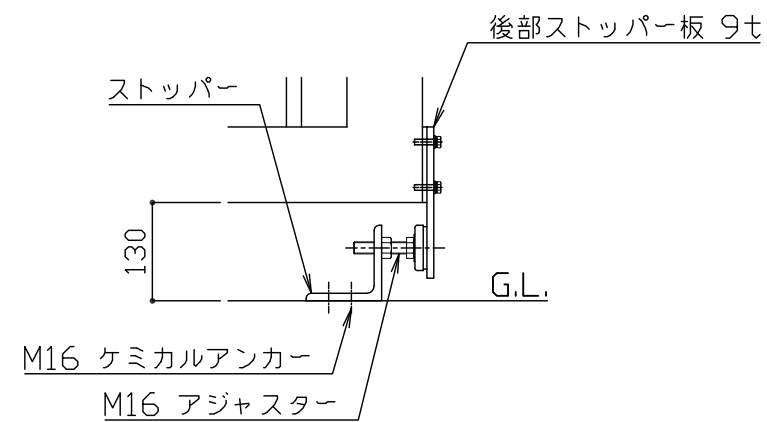 後部ストッパー板 9t
ストッパー
130
G.L.
M16 ケミカルアンカー
M16 アジャスター